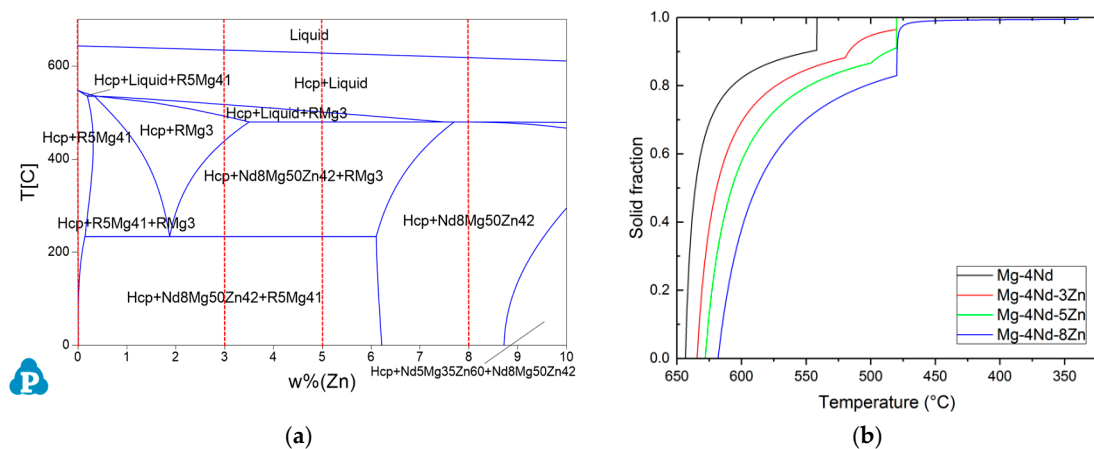 Liquid
600
Hcp+Liquid+R5Mg41
Hcp+Liquid
Hcp+Liquid+RMg3
Hcp+RMg3
Hcp+R5Mg41
T[C]
400
Hcp+Nd8Mg50Zn42+RMg3
Hcp+R5Mg41+RMg3
Hcp+Nd8Mg50Zn42
200
Hcp+Nd8Mg50Zn42+R5Mg41
0
0 1 2 3 4 5 6 7 8 9 10
w%(Zn)
Hcp+Nd5Mg35Zn60+Nd8Mg50Zn42
P
(a)
1.0
0.8
0.6
Solid fraction
0.4
0.2
0.0
Mg-4Nd
Mg-4Nd-3Zn
Mg-4Nd-5Zn
Mg-4Nd-8Zn
650 600 550 500 450 400 350
Temperature (°C)
(b)